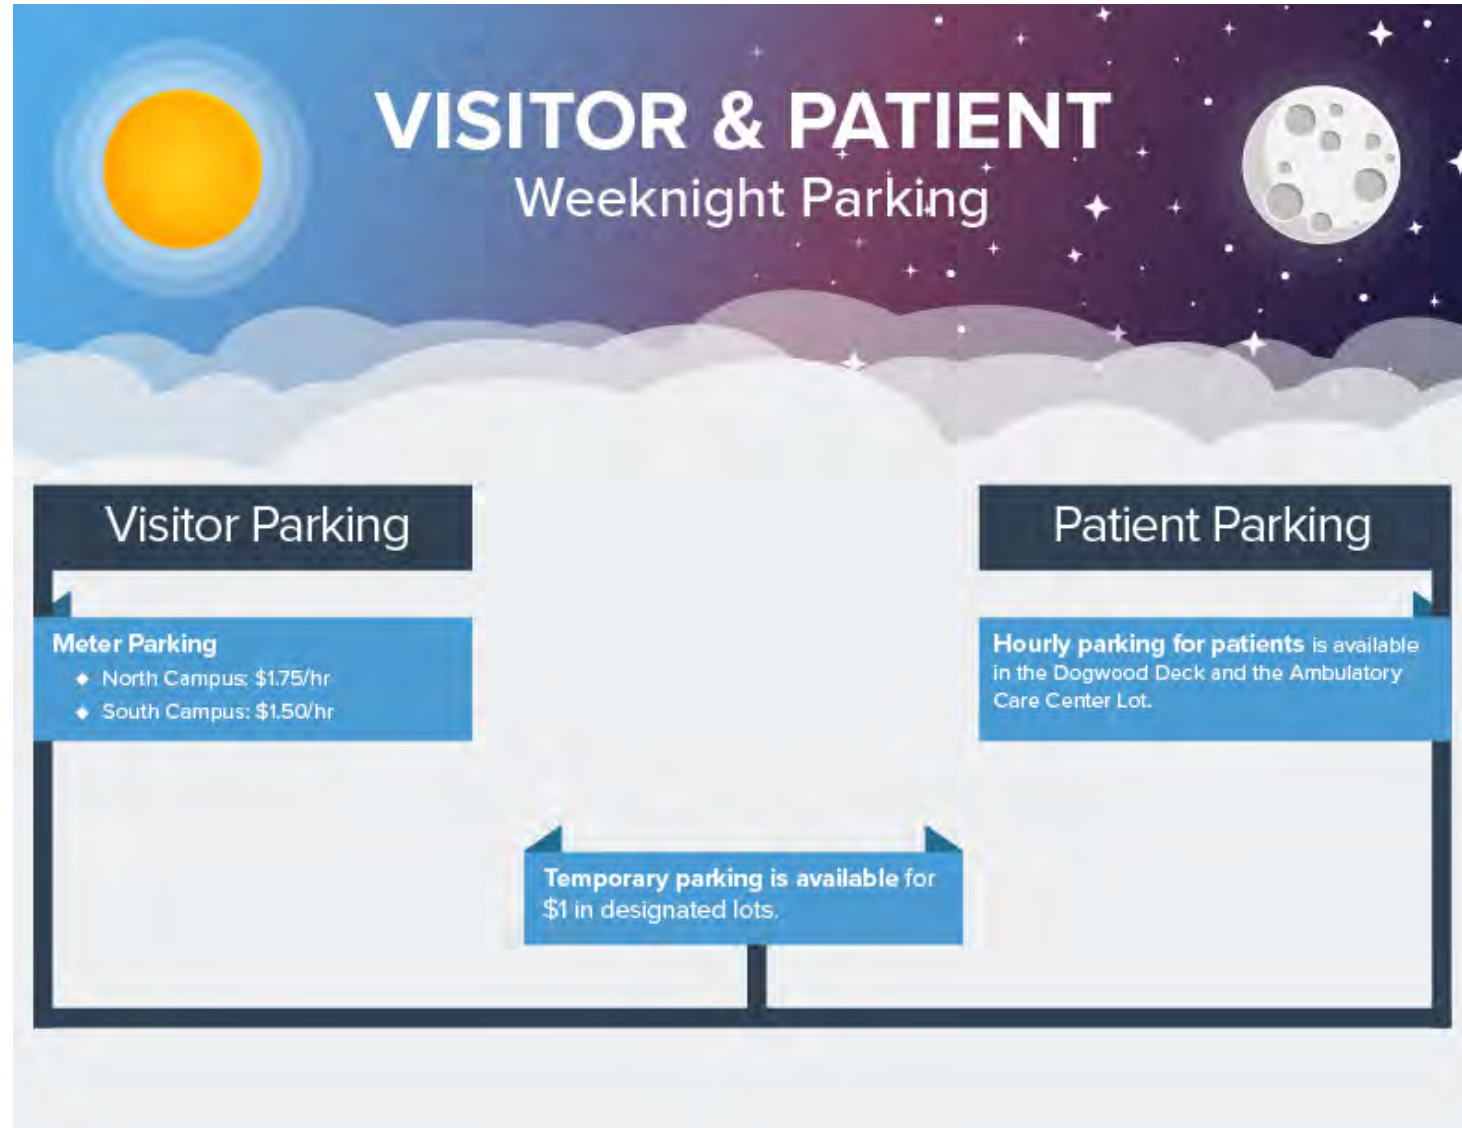 VISITOR & PATIENT
Weeknight Parking
Visitor Parking
Meter Parking
◆ North Campus: $1.75/hr
◆ South Campus: $1.50/hr
Patient Parking
Hourly parking for patients is available
in the Dogwood Deck and the Ambulatory
Care Center Lot.
Temporary parking is available for
$1 in designated lots.